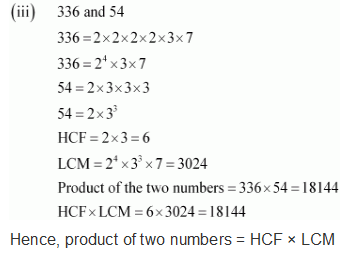 (iii) 336 and 54
336 = 2×2×2×2×3×7
336 = 2⁴ ×3×7
54 = 2×3×3×3
54 = 2×3³
HCF = 2×3 = 6
LCM = 2⁴ ×3³ ×7 = 3024
Product of the two numbers = 336×54 = 18144
HCF×LCM = 6×3024 = 18144
Hence, product of two numbers = HCF × LCM